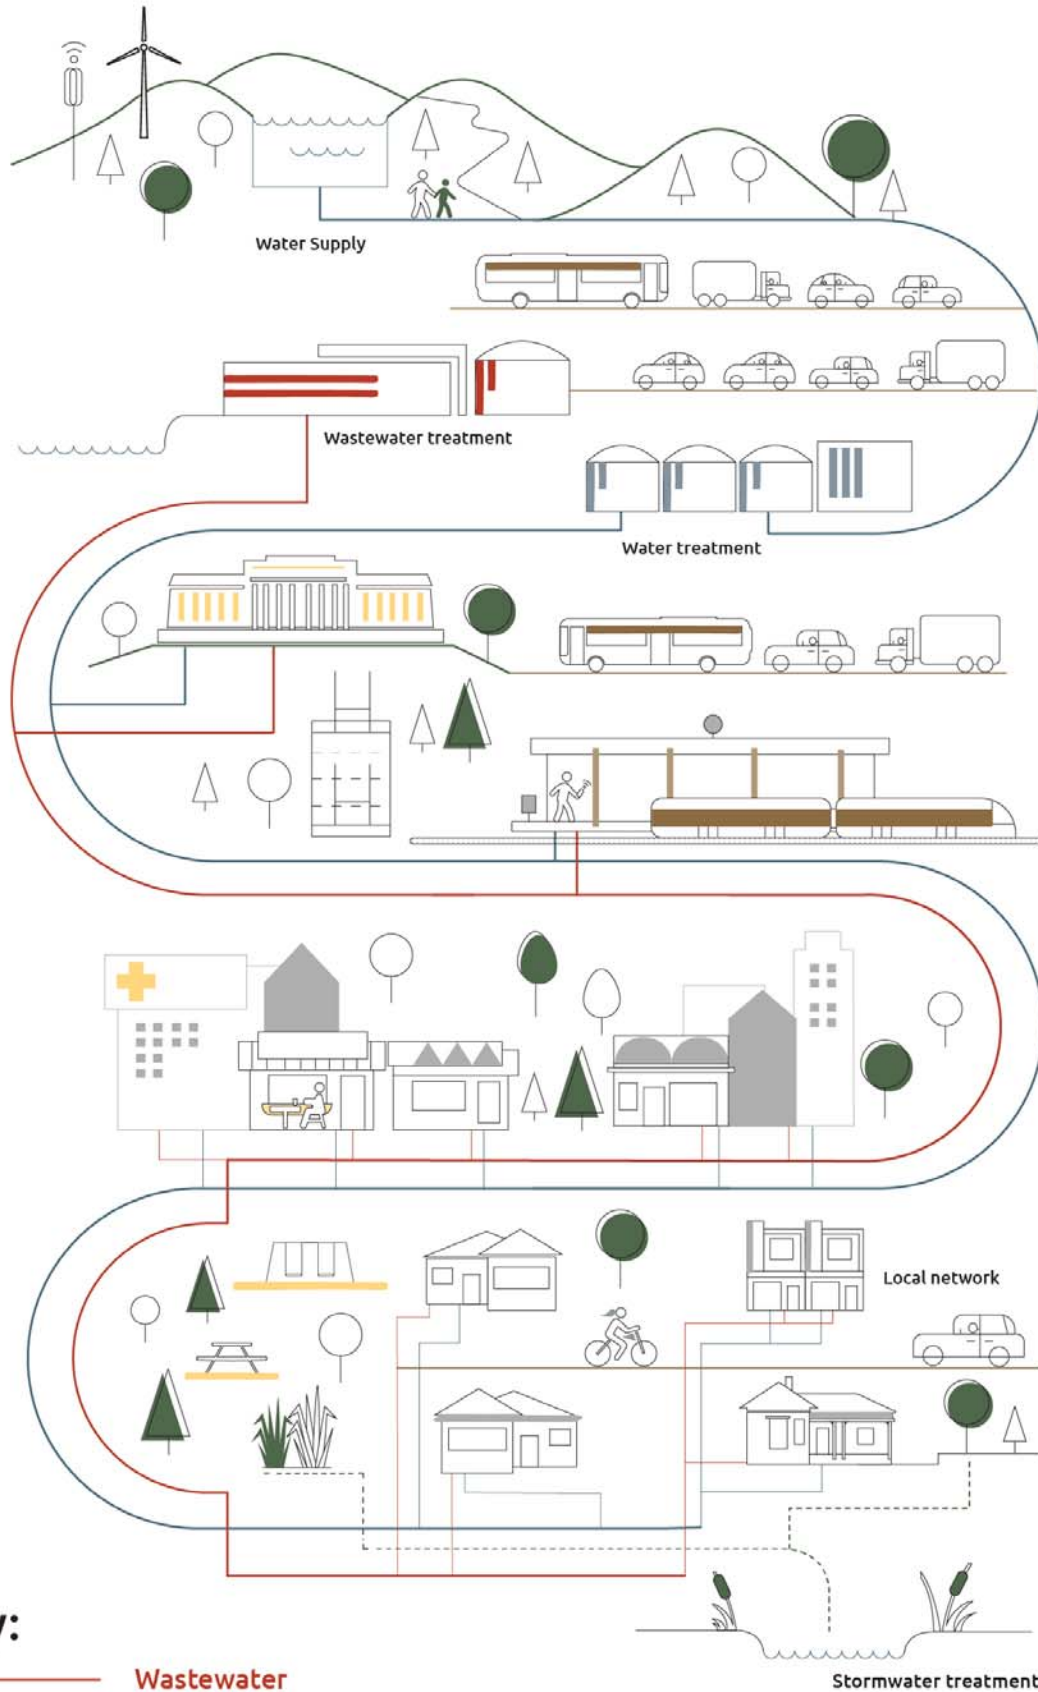 Water Supply
Wastewater treatment
Water treatment
Local network
Wastewater
Stormwater treatment